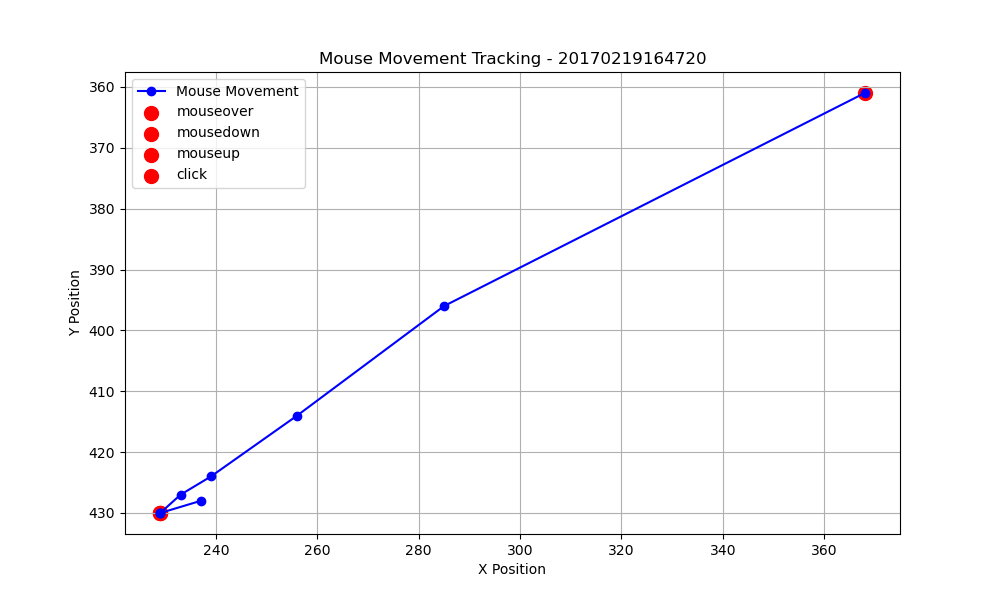 Mouse Movement Tracking - 20170219164720
Mouse Movement
mouseover
mousedown
mouseup
click
Y Position
360
370
380
390
400
410
420
430
240
260
280
300
320
340
360
X Position